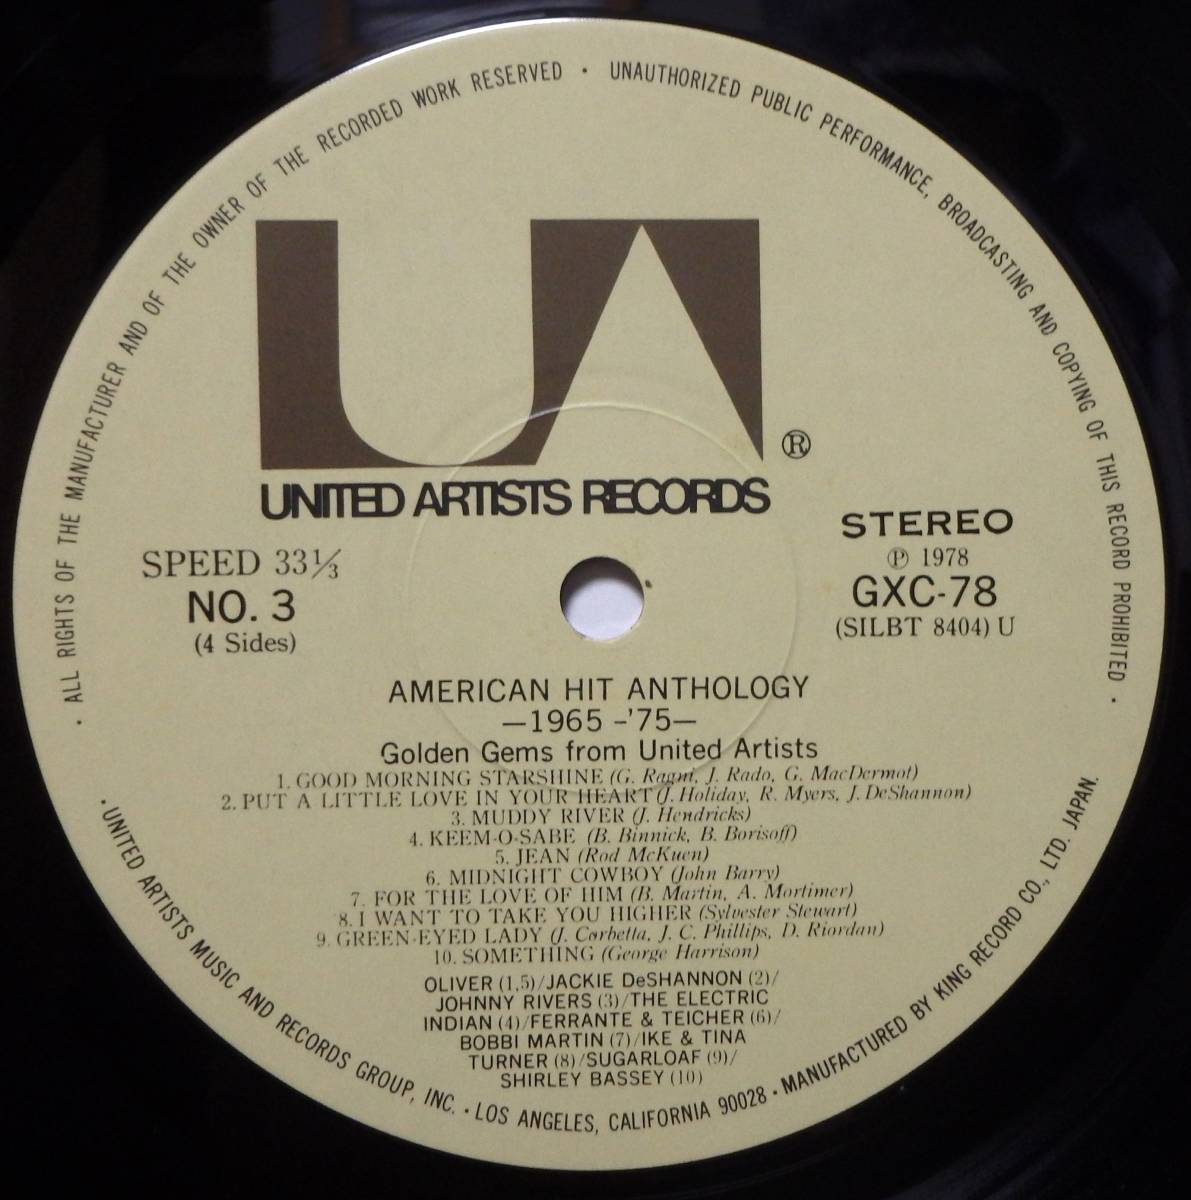 · ALL RIGHTS OF THE MANUFACTURER AND OF THE OWNER OF THE RECORDED WORK RESERVED · UNAUTHORIZED PUBLIC PERFORMANCE, BROADCASTING AND COPYING OF THIS RECORD PROHIBITED ·
UA
®
UNITED ARTISTS RECORDS
SPEED 33⅓
NO. 3
(4 Sides)
STEREO
Ⓟ 1978
GXC-78
(SILBT 8404) U
AMERICAN HIT ANTHOLOGY
—1965 -'75—
Golden Gems from United Artists
1. GOOD MORNING STARSHINE (G. Ragni, J. Rado, G. MacDermot)
2. PUT A LITTLE LOVE IN YOUR HEART (J. Holiday, R. Myers, J. DeShannon)
3. MUDDY RIVER (J. Hendricks)
4. KEEM-O-SABE (B. Binnick, B. Borisoff)
5. JEAN (Rod McKuen)
6. MIDNIGHT COWBOY (John Barry)
7. FOR THE LOVE OF HIM (B. Martin, A. Mortimer)
8. I WANT TO TAKE YOU HIGHER (Sylvester Stewart)
9. GREEN-EYED LADY (J. Corbetta, J. C. Phillips, D. Riordan)
10. SOMETHING (George Harrison)
OLIVER (1,5)/JACKIE DeSHANNON (2)/
JOHNNY RIVERS (3)/THE ELECTRIC
INDIAN (4)/FERRANTE & TEICHER (6)/
BOBBI MARTIN (7)/IKE & TINA
TURNER (8)/SUGARLOAF (9)/
SHIRLEY BASSEY (10)
· UNITED ARTISTS MUSIC AND RECORDS GROUP, INC. · LOS ANGELES, CALIFORNIA 90028 · MANUFACTURED BY KING RECORD CO., LTD. JAPAN.